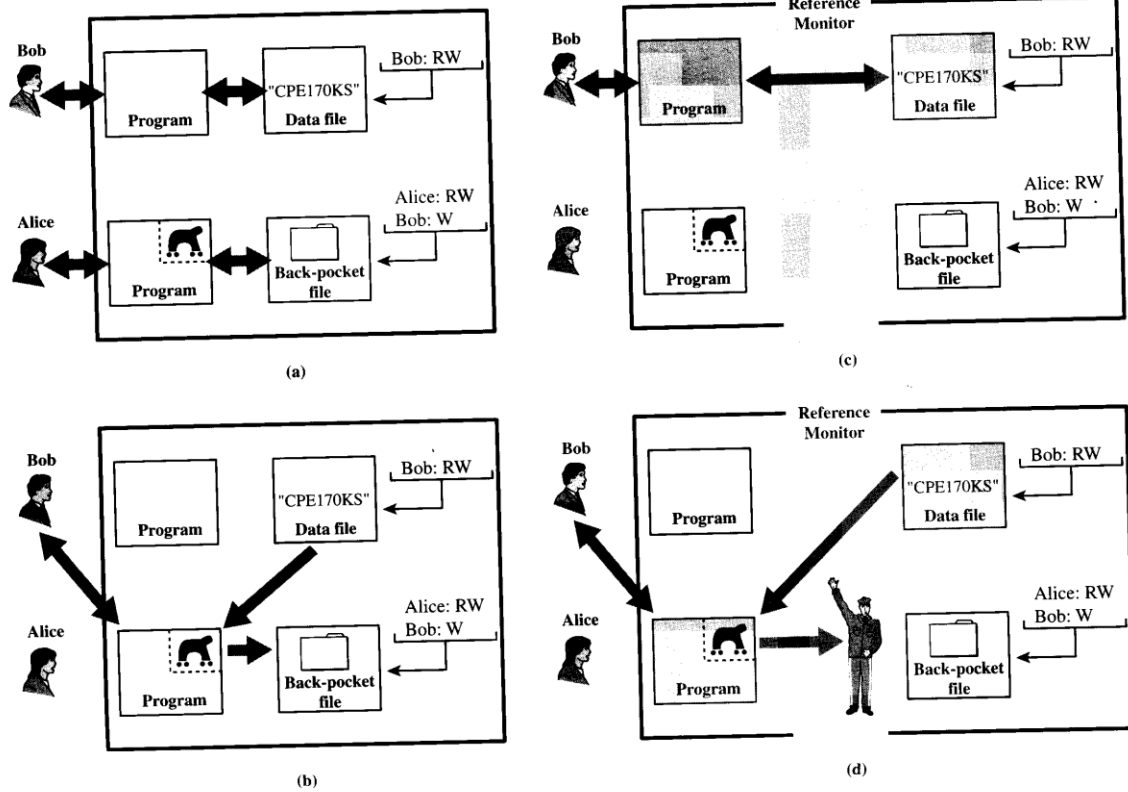 Bob
Program
"CPE170KS"
Data file
Bob: RW
Alice
Program
Back-pocket
file
Alice: RW
Bob: W
(a)
Reference
Monitor
Bob
Program
"CPE170KS"
Data file
Bob: RW
Alice
Program
Back-pocket
file
Alice: RW
Bob: W
(c)
Bob
Program
"CPE170KS"
Data file
Bob: RW
Alice
Program
Back-pocket
file
Alice: RW
Bob: W
(b)
Reference
Monitor
Bob
Program
"CPE170KS"
Data file
Bob: RW
Alice
Program
Back-pocket
file
Alice: RW
Bob: W
(d)